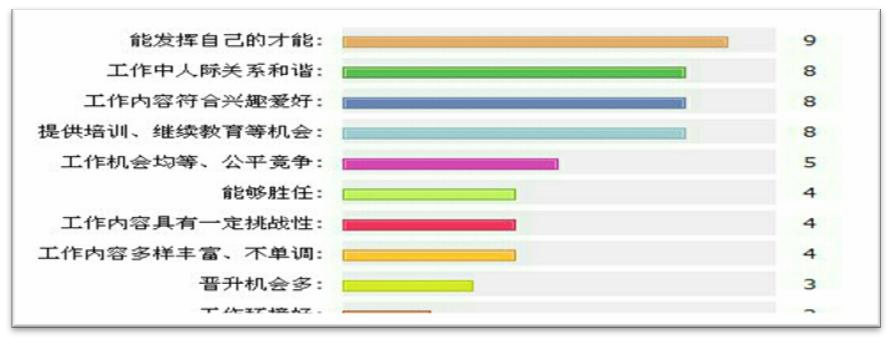 能发挥自己的才能: 9
工作中人际关系和谐: 8
工作内容符合兴趣爱好: 8
提供培训、继续教育等机会: 8
工作机会均等、公平竞争: 5
能够胜任: 4
工作内容具有一定挑战性: 4
工作内容多样丰富、不单调: 4
晋升机会多: 3